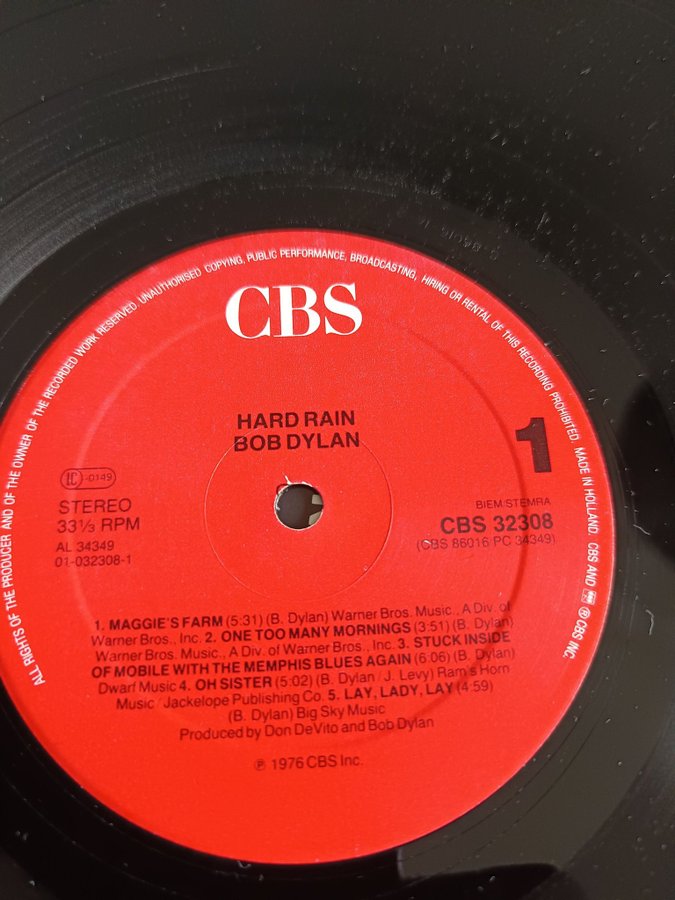 ALL RIGHTS OF THE PRODUCER AND OF THE OWNER OF THE RECORDED WORK RESERVED. UNAUTHORISED COPYING, PUBLIC PERFORMANCE, BROADCASTING, HIRING OR RENTAL OF THIS RECORDING PROHIBITED. MADE IN HOLLAND. CBS AND ® CBS INC.
CBS
HARD RAIN
BOB DYLAN
1
LC -0149
STEREO
33⅓ RPM
AL 34349
01-032308-1
BIEM/STEMRA
CBS 32308
(CBS 86016 PC 34349)
1. MAGGIE'S FARM (5:31) (B. Dylan) Warner Bros. Music., A Div. of
Warner Bros., Inc. 2. ONE TOO MANY MORNINGS (3:51) (B. Dylan)
Warner Bros. Music., A Div. of Warner Bros., Inc. 3. STUCK INSIDE
OF MOBILE WITH THE MEMPHIS BLUES AGAIN (6:06) (B. Dylan)
Dwarf Music 4. OH SISTER (5:02) (B. Dylan / J. Levy) Ram's Horn
Music / Jackelope Publishing Co. 5. LAY, LADY, LAY (4:59)
(B. Dylan) Big Sky Music
Produced by Don DeVito and Bob Dylan
℗ 1976 CBS Inc.